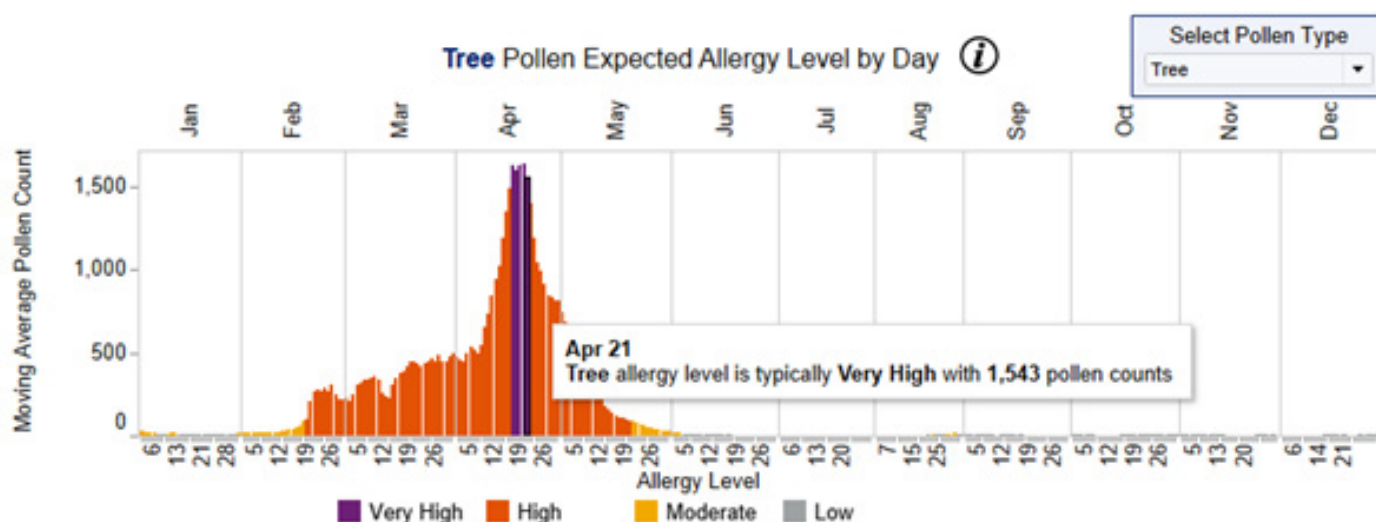 Select Pollen Type
Tree
Tree Pollen Expected Allergy Level by Day i
Jan Feb Mar Apr May Jun Jul Aug Sep Oct Nov Dec
Moving Average Pollen Count
1,500
1,000
500
0
Apr 21
Tree allergy level is typically Very High with 1,543 pollen counts
6 13 21 28 5 12 19 26 5 12 19 26 5 12 19 26 5 12 19 26 5 12 19 26 6 13 20 7 15 25 5 12 19 26 5 12 19 26 5 13 20 6 14 21
Allergy Level
Very High High Moderate Low